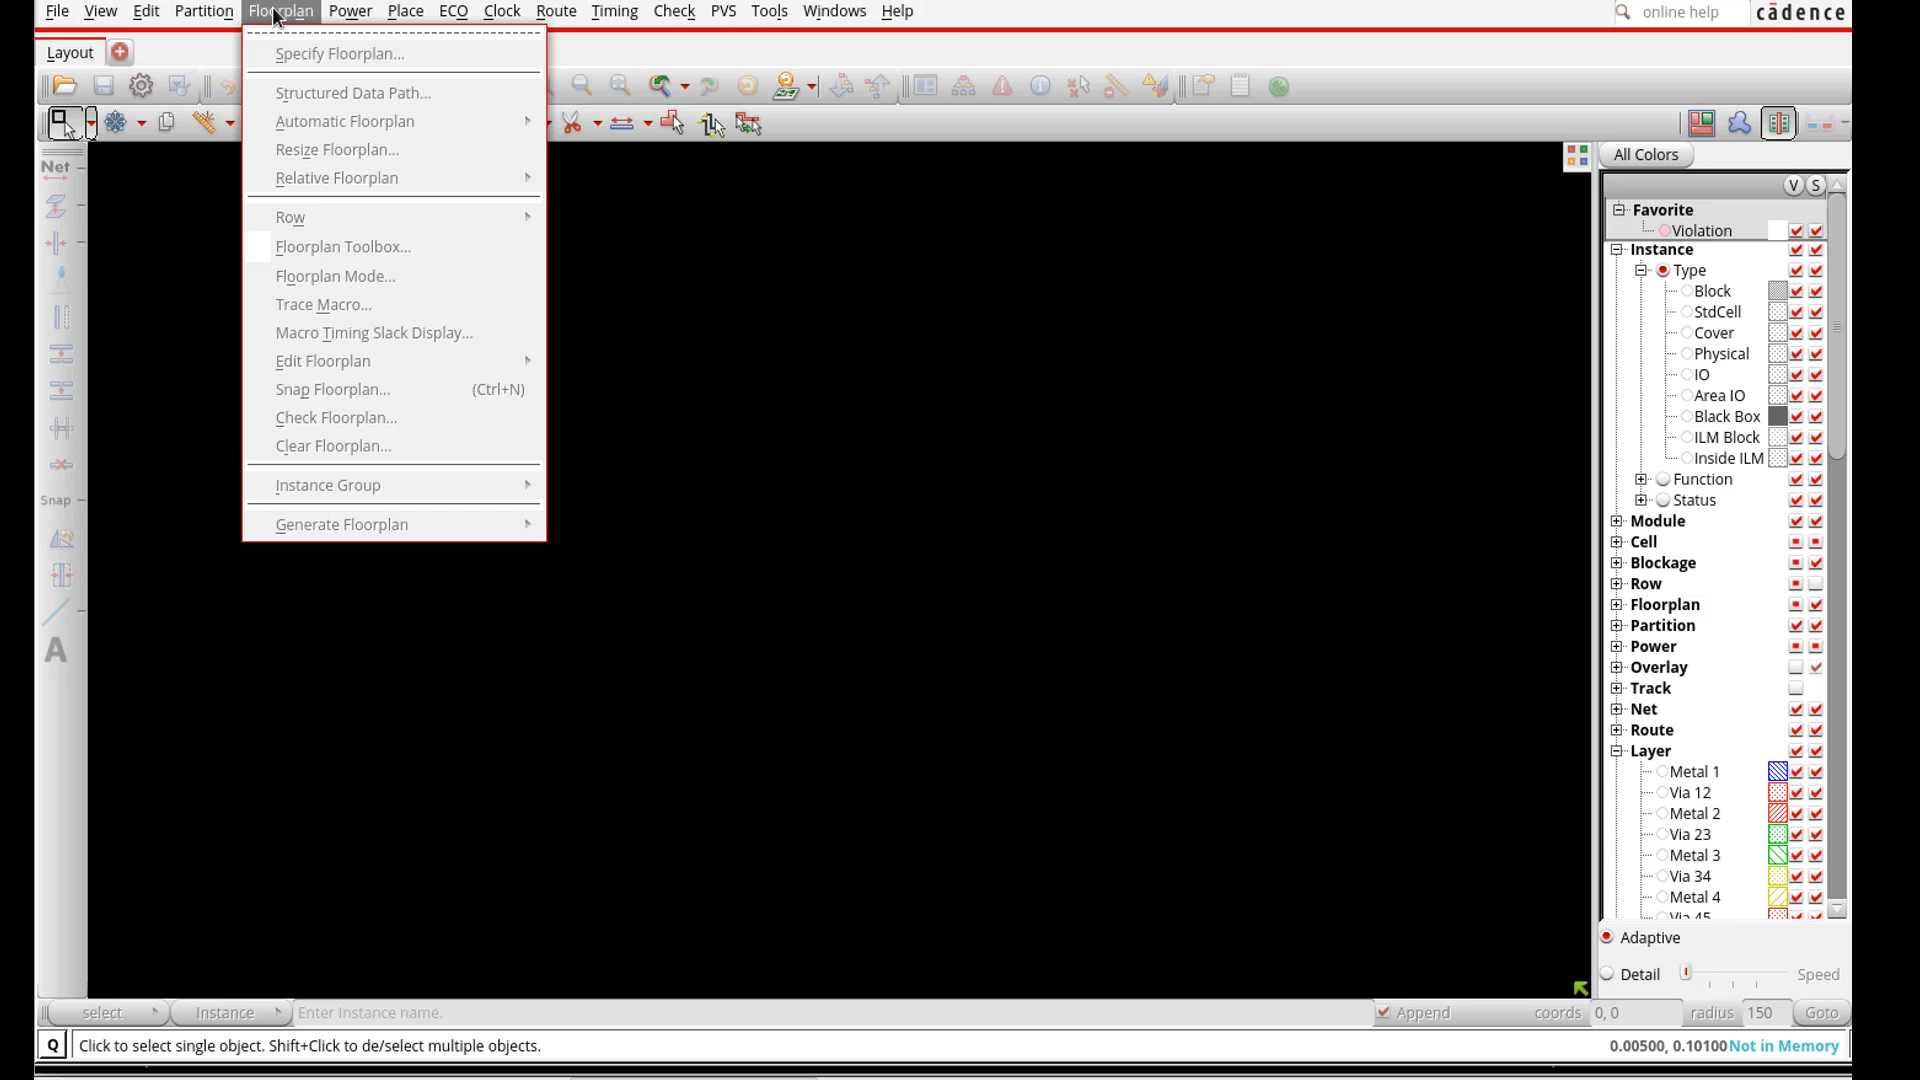 File View Edit Partition Floorplan Power Place ECO Clock Route Timing Check PVS Tools Windows Help
online help
cādence
Layout
Specify Floorplan...
Structured Data Path...
Automatic Floorplan
Resize Floorplan...
Relative Floorplan
Row
Floorplan Toolbox...
Floorplan Mode...
Trace Macro...
Macro Timing Slack Display...
Edit Floorplan
Snap Floorplan... (Ctrl+N)
Check Floorplan...
Clear Floorplan...
Instance Group
Generate Floorplan
Net
Snap
A
All Colors
V S
Favorite
Violation
Instance
Type
Block
StdCell
Cover
Physical
IO
Area IO
Black Box
ILM Block
Inside ILM
Function
Status
Module
Cell
Blockage
Row
Floorplan
Partition
Power
Overlay
Track
Net
Route
Layer
Metal 1
Via 12
Metal 2
Via 23
Metal 3
Via 34
Metal 4
Via 45
Adaptive
Detail Speed
select Instance Enter Instance name. Append coords 0, 0 radius 150 Goto
Q Click to select single object. Shift+Click to de/select multiple objects. 0.00500, 0.10100 Not in Memory